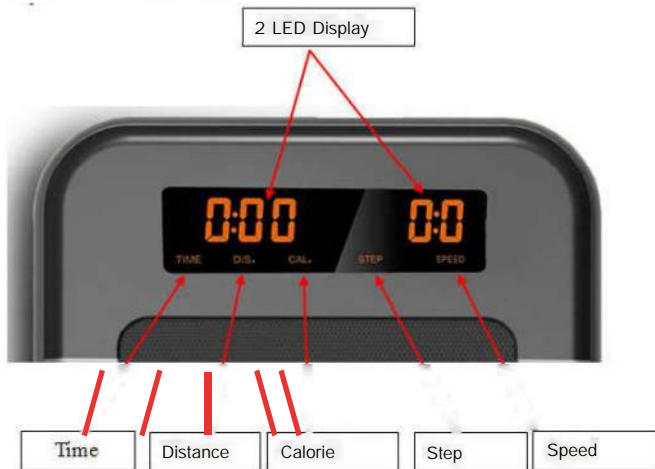 2 LED Display
0:00 0:0
TIME DIS. CAL. STEP SPEED
Time Distance Calorie Step Speed